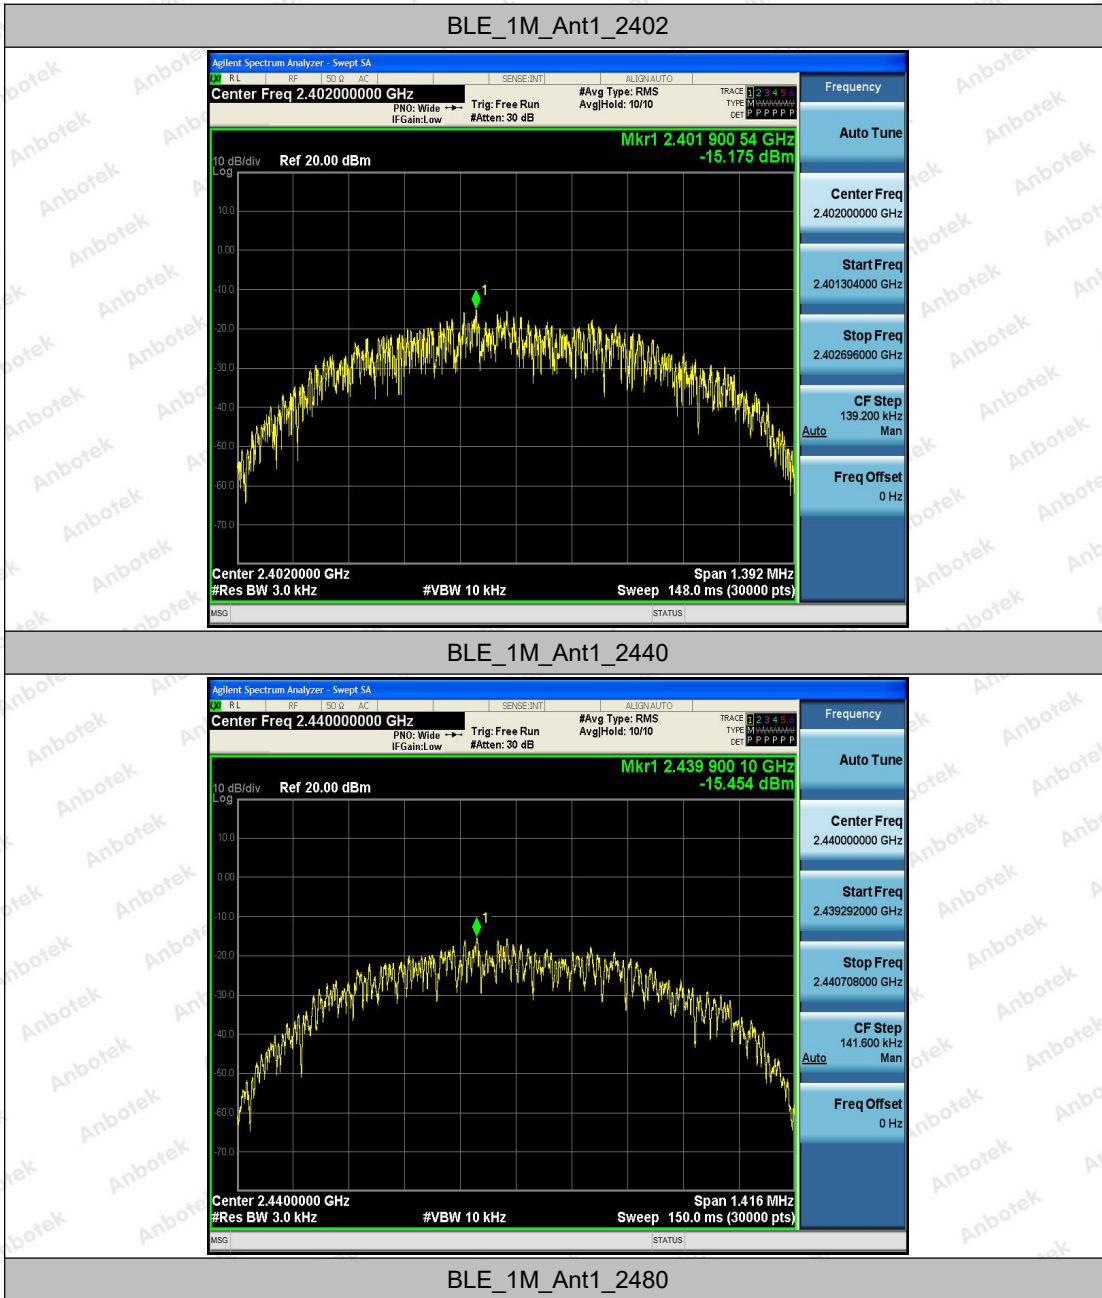 BLE_1M_Ant1_2402
Agilent Spectrum Analyzer - Swept SA
LXI RL RF 50 Ω AC SENSE:INT ALIGNAUTO
Center Freq 2.402000000 GHz
PNO: Wide
IFGain:Low
Trig: Free Run
#Atten: 30 dB
#Avg Type: RMS
Avg|Hold: 10/10
TRACE 1 2 3 4 5 6
TYPE M WWWWW
DET P P P P P P
Mkr1 2.401 900 54 GHz
-15.175 dBm
10 dB/div Ref 20.00 dBm
Log
10.0
0.00
-10.0
-20.0
-30.0
-40.0
-50.0
-60.0
-70.0
1
Center 2.4020000 GHz Span 1.392 MHz
#Res BW 3.0 kHz #VBW 10 kHz Sweep 148.0 ms (30000 pts)
MSG STATUS
Frequency
Auto Tune
Center Freq
2.402000000 GHz
Start Freq
2.401304000 GHz
Stop Freq
2.402696000 GHz
CF Step
139.200 kHz
Auto Man
Freq Offset
0 Hz
BLE_1M_Ant1_2440
Agilent Spectrum Analyzer - Swept SA
LXI RL RF 50 Ω AC SENSE:INT ALIGNAUTO
Center Freq 2.440000000 GHz
PNO: Wide
IFGain:Low
Trig: Free Run
#Atten: 30 dB
#Avg Type: RMS
Avg|Hold: 10/10
TRACE 1 2 3 4 5 6
TYPE M WWWWW
DET P P P P P P
Mkr1 2.439 900 10 GHz
-15.454 dBm
10 dB/div Ref 20.00 dBm
Log
10.0
0.00
-10.0
-20.0
-30.0
-40.0
-50.0
-60.0
-70.0
1
Center 2.4400000 GHz Span 1.416 MHz
#Res BW 3.0 kHz #VBW 10 kHz Sweep 150.0 ms (30000 pts)
MSG STATUS
Frequency
Auto Tune
Center Freq
2.440000000 GHz
Start Freq
2.439292000 GHz
Stop Freq
2.440708000 GHz
CF Step
141.600 kHz
Auto Man
Freq Offset
0 Hz
BLE_1M_Ant1_2480
Anbotek